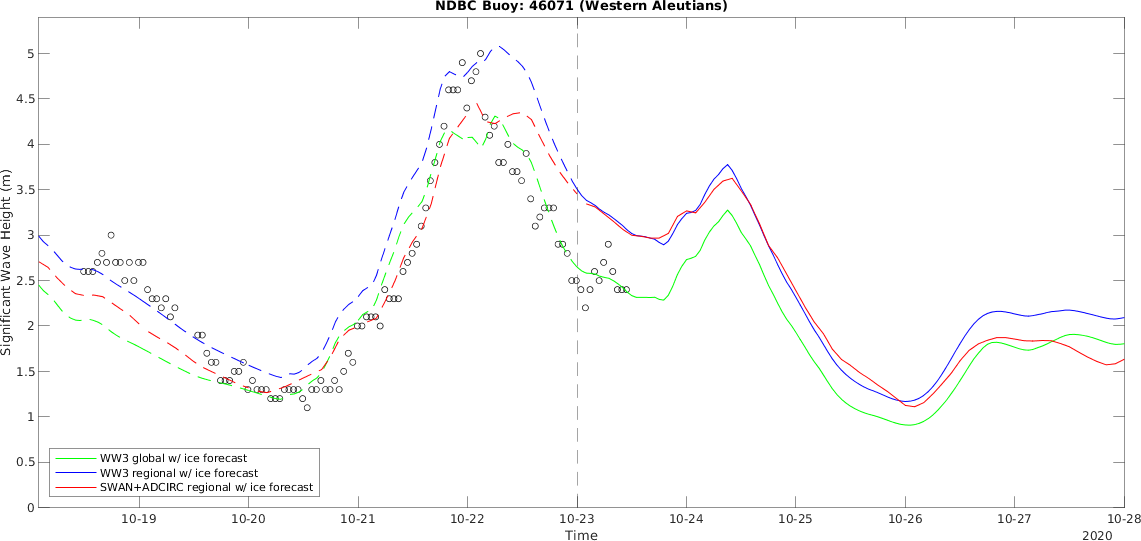 NDBC Buoy: 46071 (Western Aleutians)
Significant Wave Height (m)
5
4.5
4
3.5
3
2.5
2
1.5
1
0.5
0
WW3 global w/ ice forecast
WW3 regional w/ ice forecast
SWAN+ADCIRC regional w/ ice forecast
10-19 10-20 10-21 10-22 10-23 10-24 10-25 10-26 10-27 10-28
Time
2020